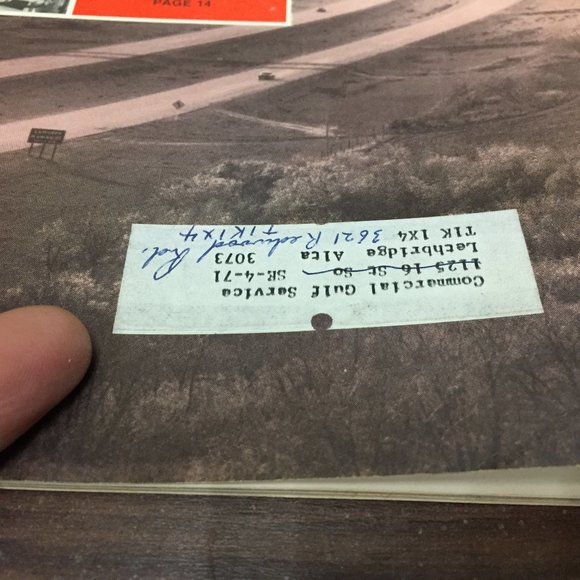 PAGE 14
Commercial Gulf Service
SR-4-71
1125 16 St So
Lethbridge Alta 3073
T1K 1X4
3621 Redwood Rd.
T1K1X4